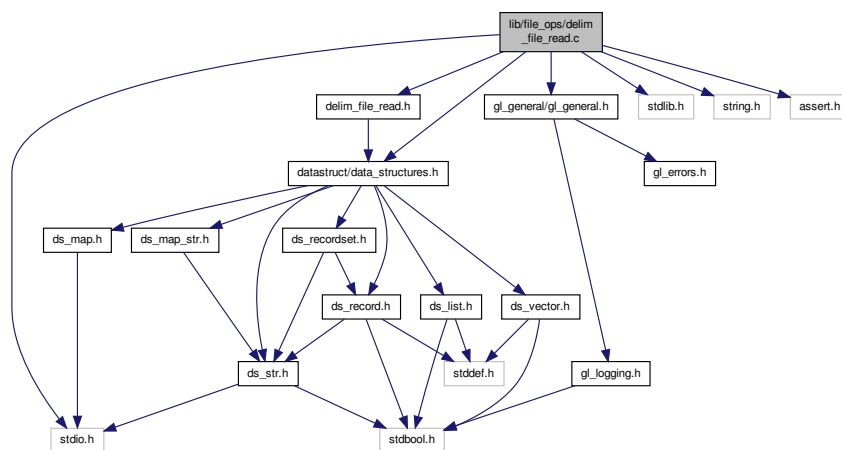 lib/file_ops/delim
_file_read.c
delim_file_read.h
gl_general/gl_general.h
stdlib.h
string.h
assert.h
datastruct/data_structures.h
gl_errors.h
ds_map.h
ds_map_str.h
ds_recordset.h
ds_record.h
ds_list.h
ds_vector.h
ds_str.h
stddef.h
gl_logging.h
stdio.h
stdbool.h